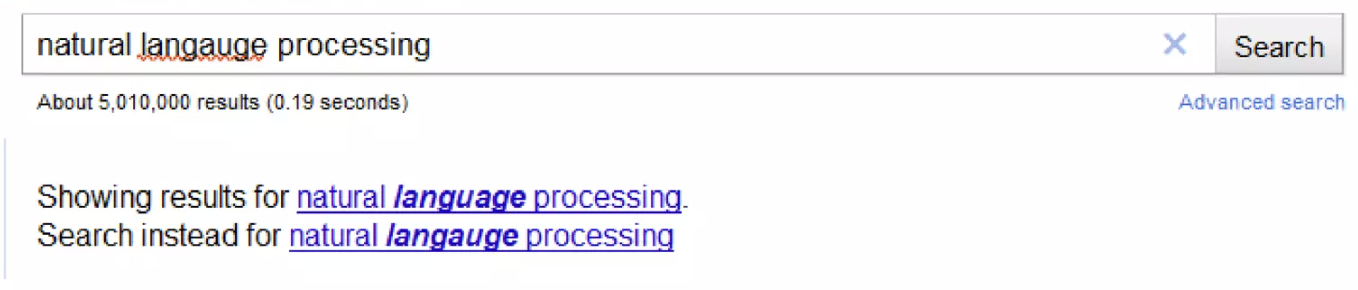 natural langauge processing
Search
About 5,010,000 results (0.19 seconds)
Advanced search
Showing results for natural language processing.
Search instead for natural langauge processing